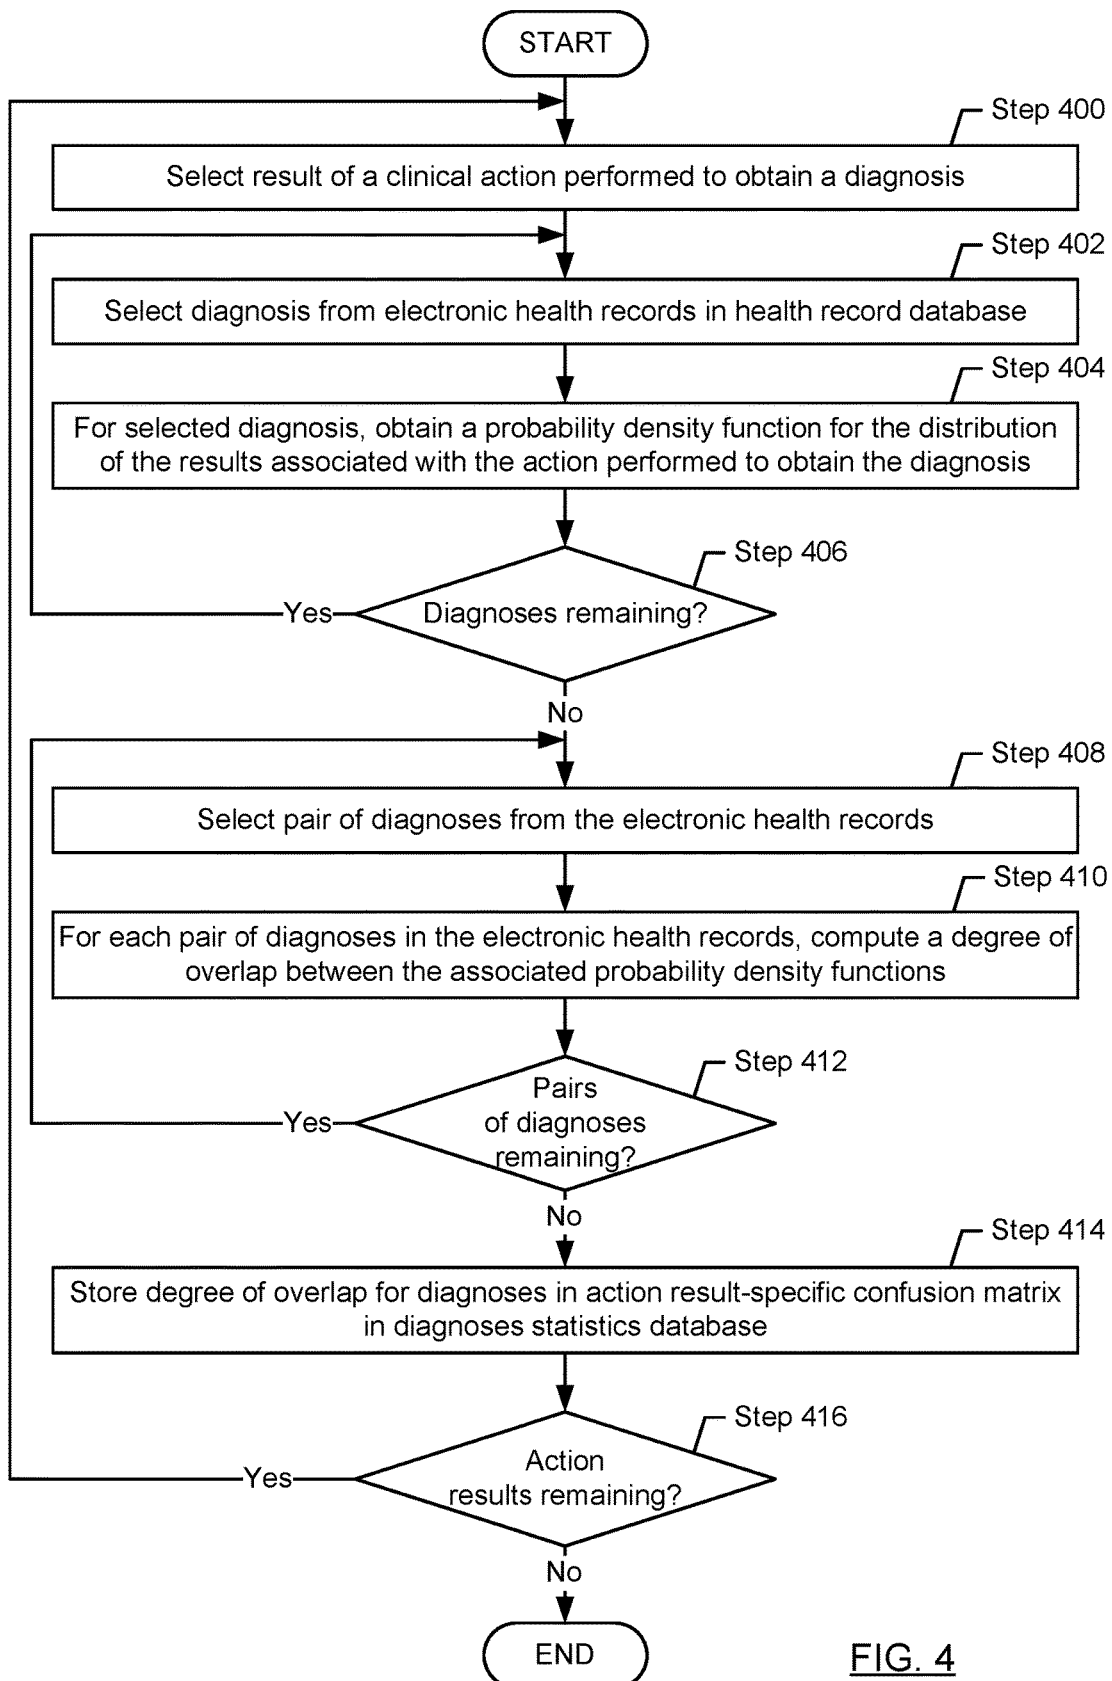 START
Step 400
Select result of a clinical action performed to obtain a diagnosis
Step 402
Select diagnosis from electronic health records in health record database
Step 404
For selected diagnosis, obtain a probability density function for the distribution
of the results associated with the action performed to obtain the diagnosis
Step 406
Diagnoses remaining?
Yes
No
Step 408
Select pair of diagnoses from the electronic health records
Step 410
For each pair of diagnoses in the electronic health records, compute a degree of
overlap between the associated probability density functions
Step 412
Pairs
of diagnoses
remaining?
Yes
No
Step 414
Store degree of overlap for diagnoses in action result-specific confusion matrix
in diagnoses statistics database
Step 416
Action
results remaining?
Yes
No
END
FIG. 4